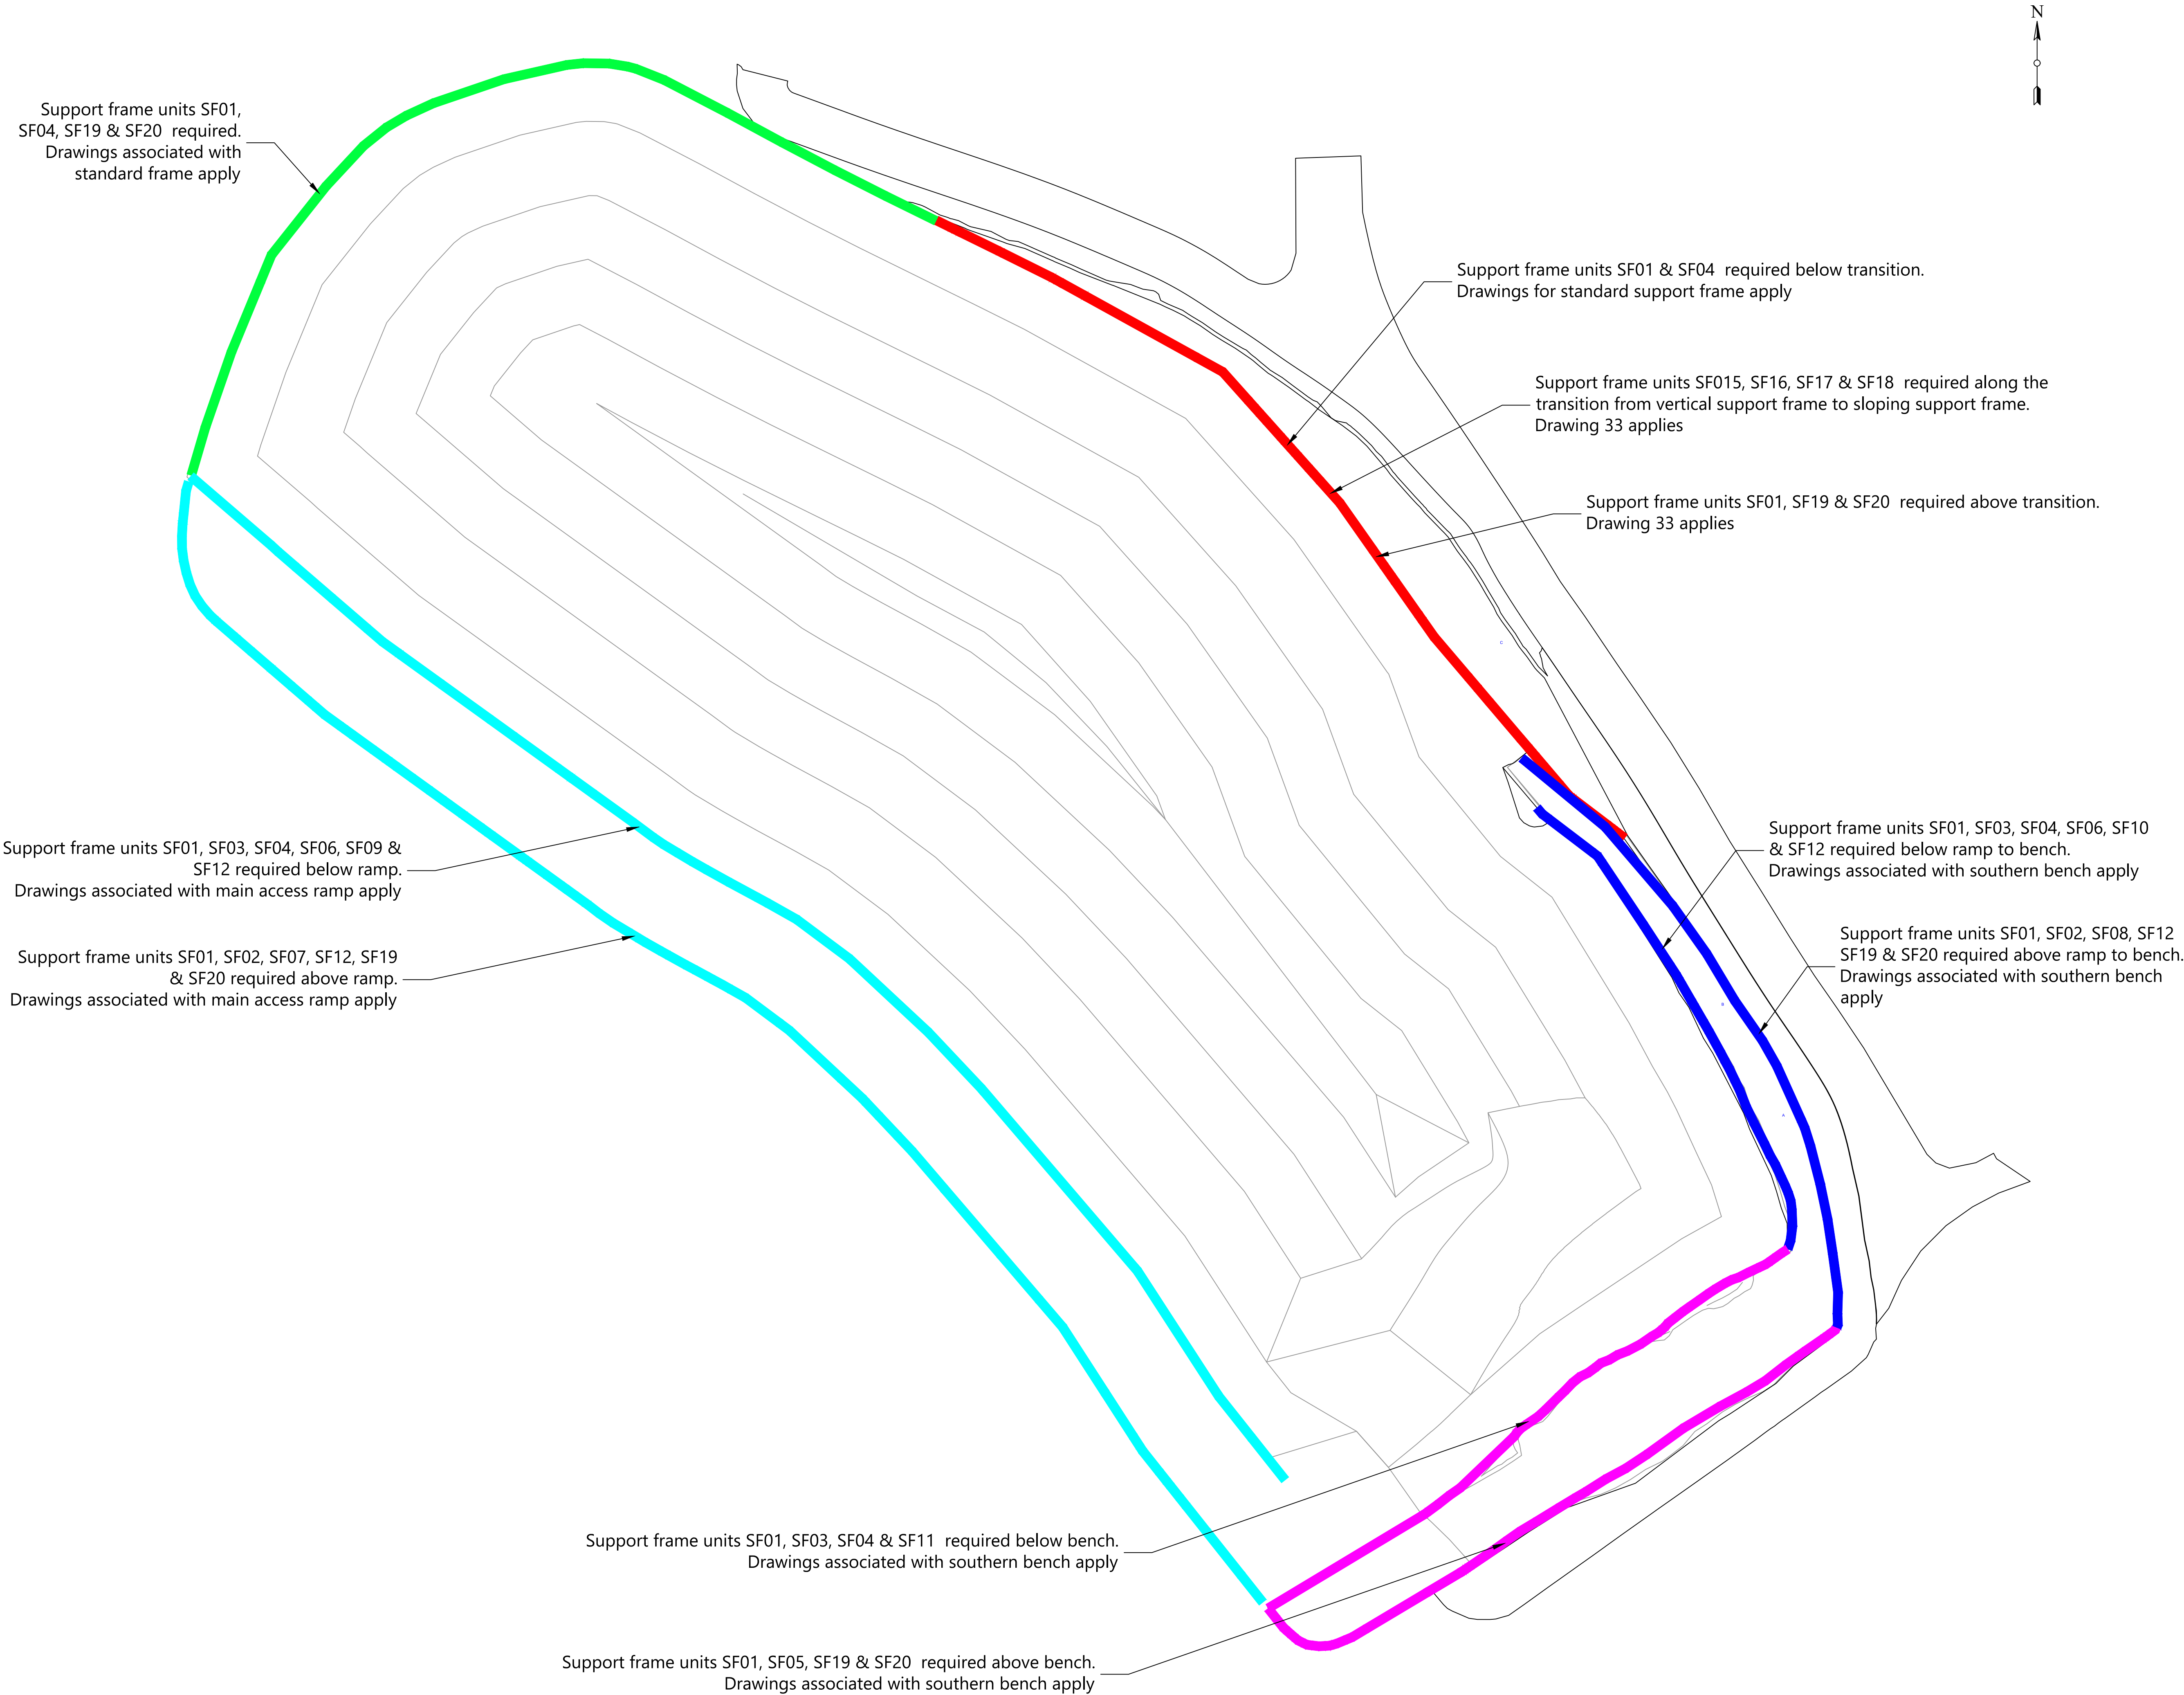 N
Support frame units SF01,
SF04, SF19 & SF20 required.
Drawings associated with
standard frame apply
Support frame units SF01 & SF04 required below transition.
Drawings for standard support frame apply
Support frame units SF015, SF16, SF17 & SF18 required along the
transition from vertical support frame to sloping support frame.
Drawing 33 applies
Support frame units SF01, SF19 & SF20 required above transition.
Drawing 33 applies
C
Support frame units SF01, SF03, SF04, SF06, SF09 &
SF12 required below ramp.
Drawings associated with main access ramp apply
Support frame units SF01, SF03, SF04, SF06, SF10
& SF12 required below ramp to bench.
Drawings associated with southern bench apply
Support frame units SF01, SF02, SF07, SF12, SF19
& SF20 required above ramp.
Drawings associated with main access ramp apply
Support frame units SF01, SF02, SF08, SF12
SF19 & SF20 required above ramp to bench.
Drawings associated with southern bench
apply
B
A
Support frame units SF01, SF03, SF04 & SF11 required below bench.
Drawings associated with southern bench apply
Support frame units SF01, SF05, SF19 & SF20 required above bench.
Drawings associated with southern bench apply